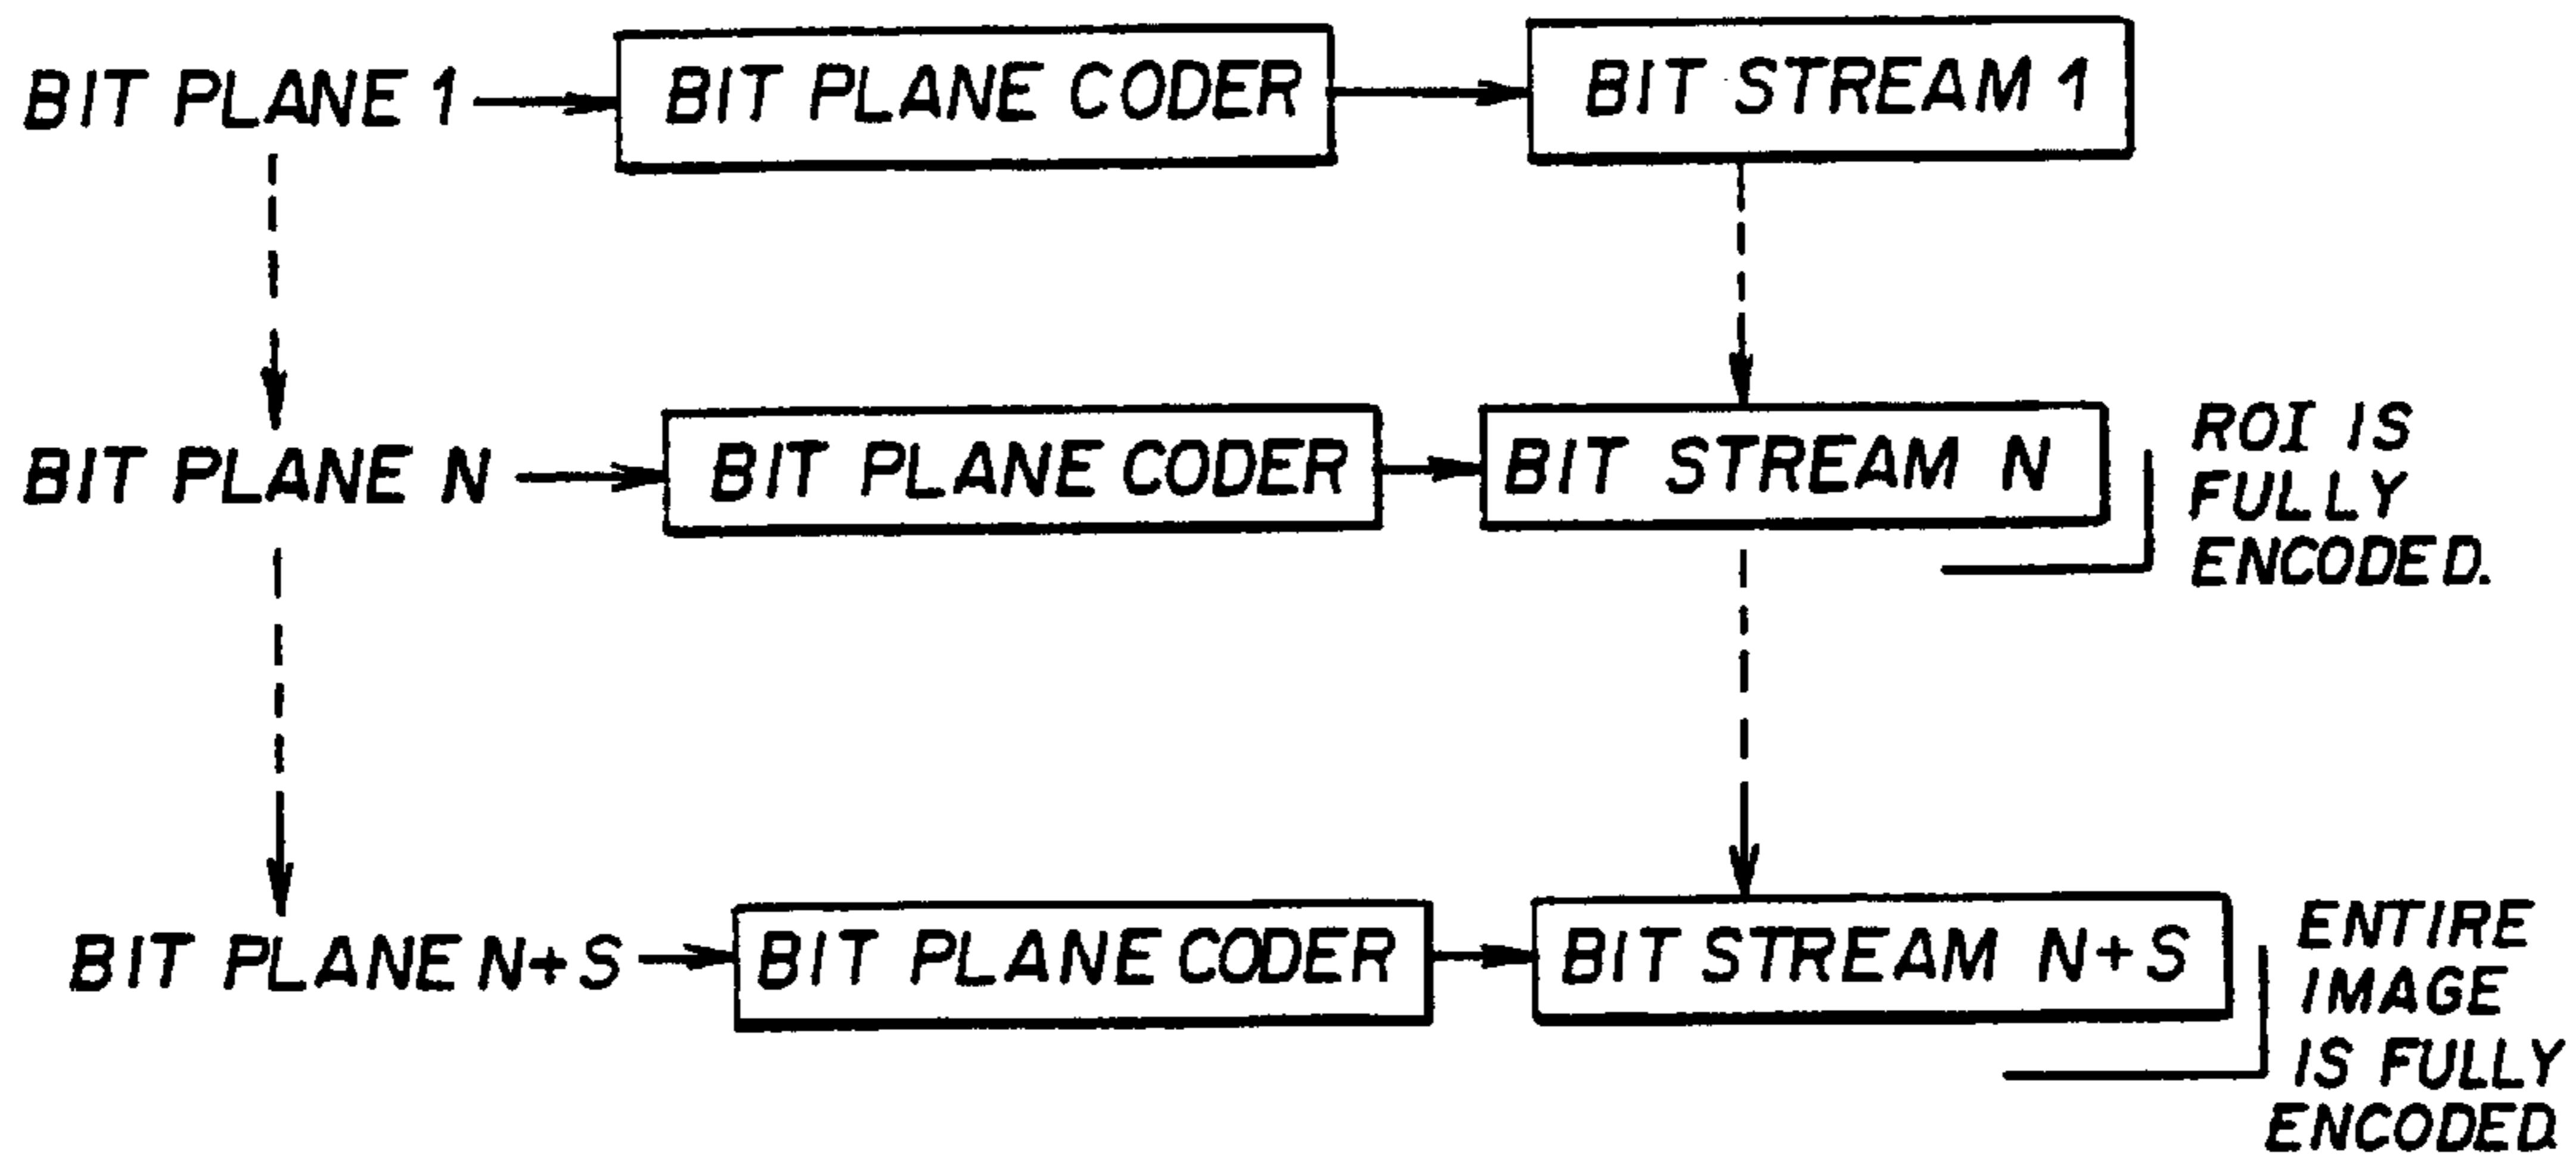 BIT PLANE 1
BIT PLANE CODER
BIT STREAM 1
BIT PLANE N
BIT PLANE CODER
BIT STREAM N
ROI IS
FULLY
ENCODED.
BIT PLANE N+S
BIT PLANE CODER
BIT STREAM N+S
ENTIRE
IMAGE
IS FULLY
ENCODED.